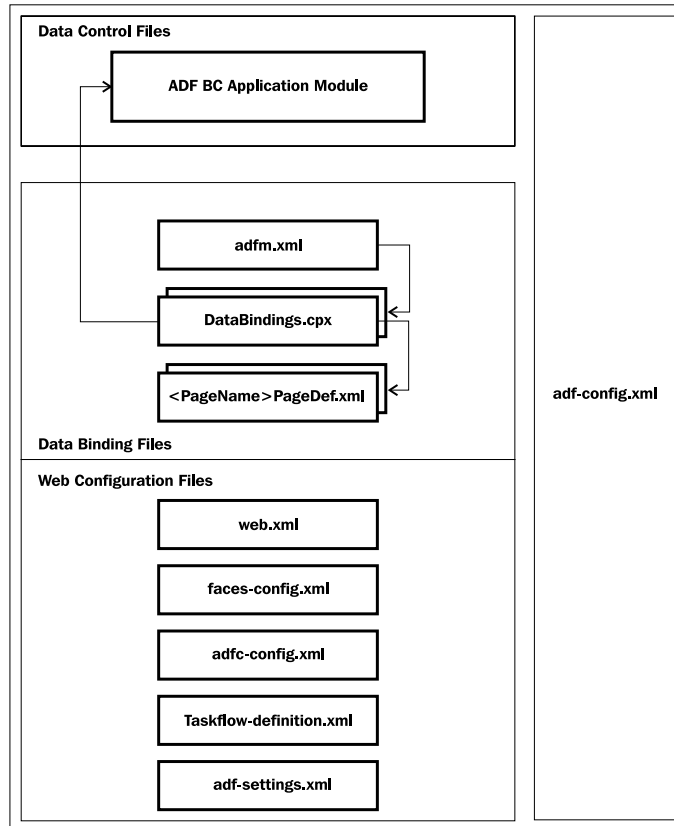 Data Control Files
ADF BC Application Module
adfm.xml
DataBindings.cpx
<PageName>PageDef.xml
Data Binding Files
Web Configuration Files
web.xml
faces-config.xml
adfc-config.xml
Taskflow-definition.xml
adf-settings.xml
adf-config.xml